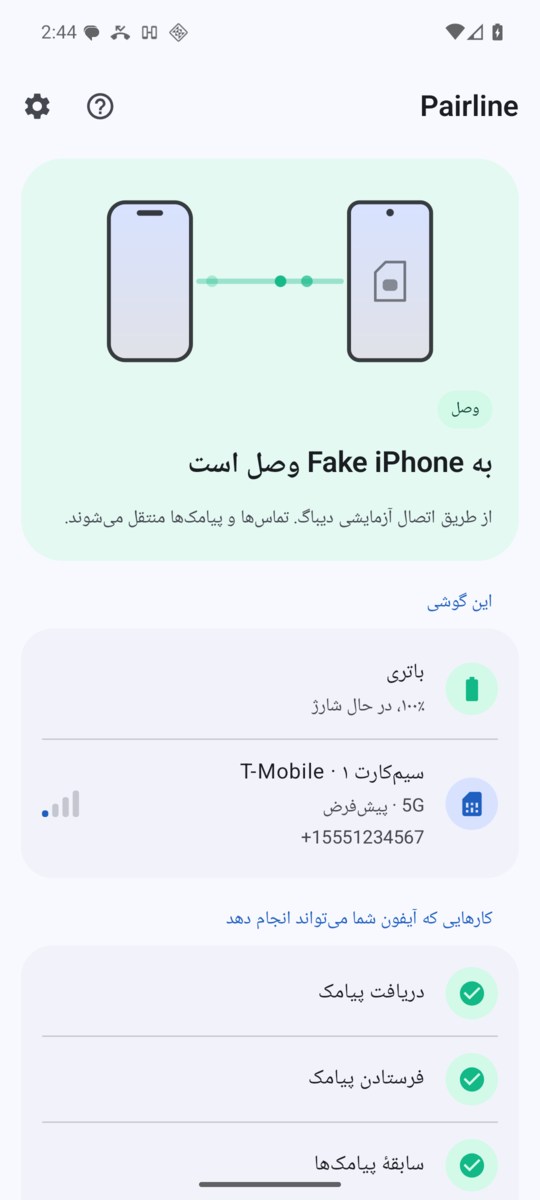 2:44
Pairline
وصل
به Fake iPhone وصل است
از طریق اتصال آزمایشی دیباگ. تماس‌ها و پیامک‌ها منتقل می‌شوند.
این گوشی
باتری
۱۰۰٪، در حال شارژ
سیم‌کارت ۱ · T-Mobile
5G · پیش‌فرض
+15551234567
کارهایی که آیفون شما می‌تواند انجام دهد
دریافت پیامک
فرستادن پیامک
سابقهٔ پیامک‌ها